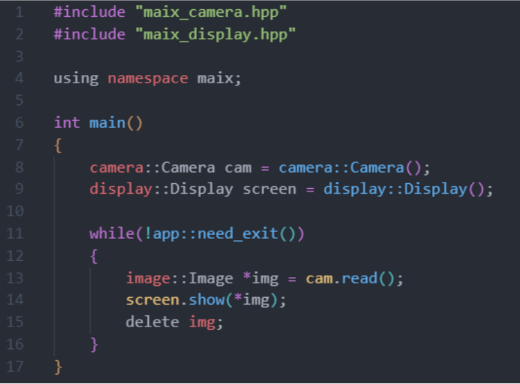 1 #include "maix_camera.hpp"
2 #include "maix_display.hpp"
3
4 using namespace maix;
5
6 int main()
7 {
8     camera::Camera cam = camera::Camera();
9     display::Display screen = display::Display();
10
11     while(!app::need_exit())
12     {
13         image::Image *img = cam.read();
14         screen.show(*img);
15         delete img;
16     }
17 }